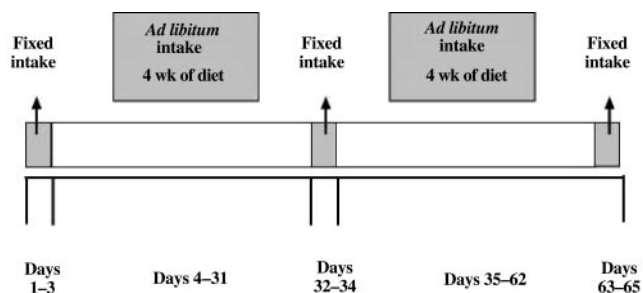 Fixed
intake
Ad libitum
intake
4 wk of diet
Fixed
intake
Ad libitum
intake
4 wk of diet
Fixed
intake
Days
1–3
Days 4–31
Days
32–34
Days 35–62
Days
63–65